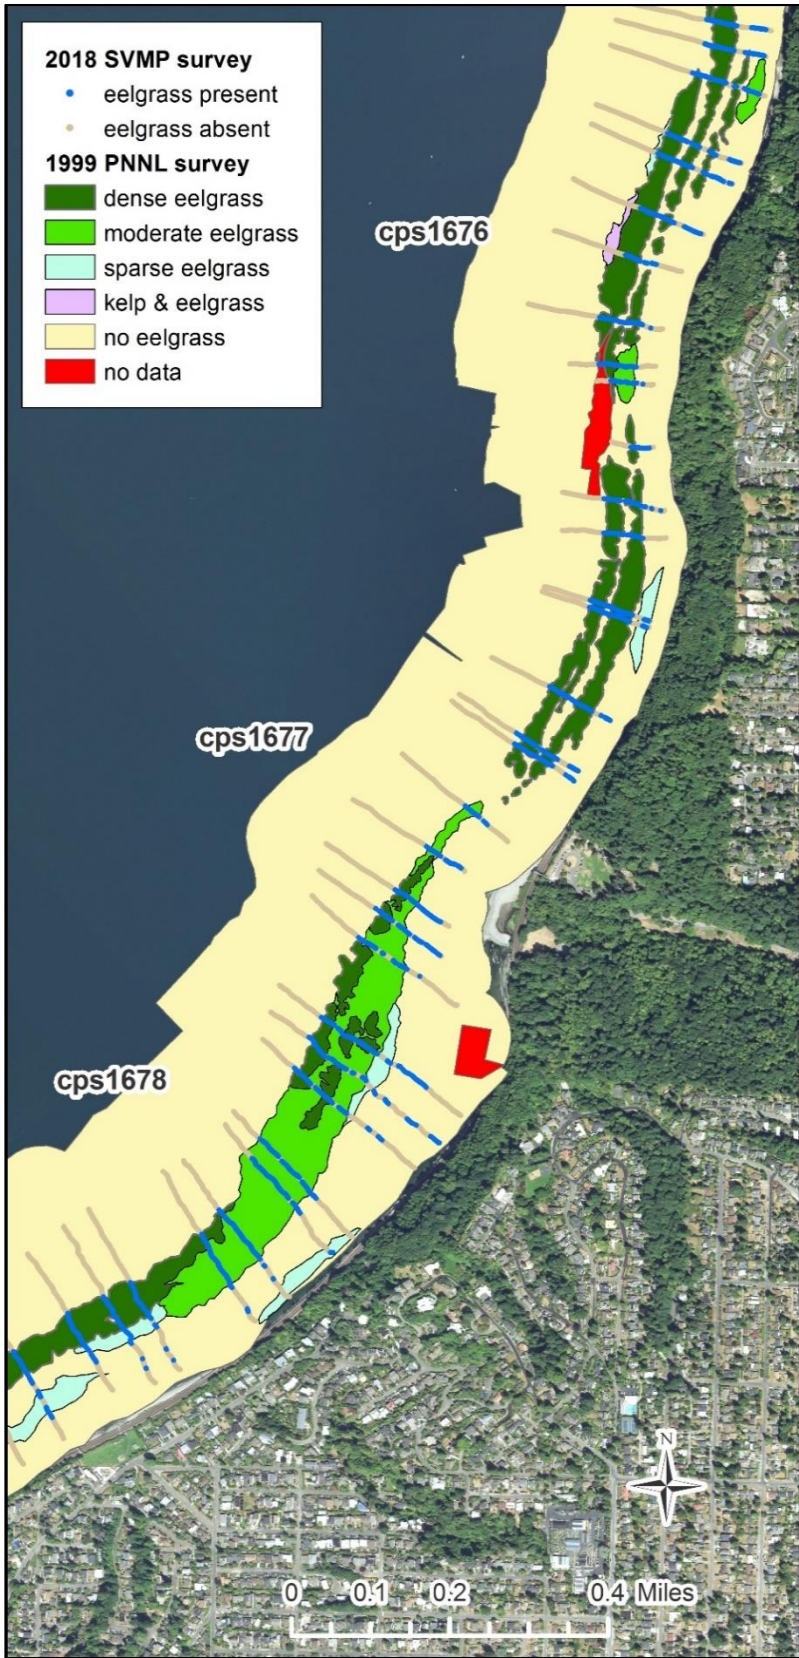 2018 SVMP survey
eelgrass present
eelgrass absent
1999 PNNL survey
dense eelgrass
moderate eelgrass
sparse eelgrass
kelp & eelgrass
no eelgrass
no data
cps1676
cps1677
cps1678
N
0 0.1 0.2 0.4 Miles